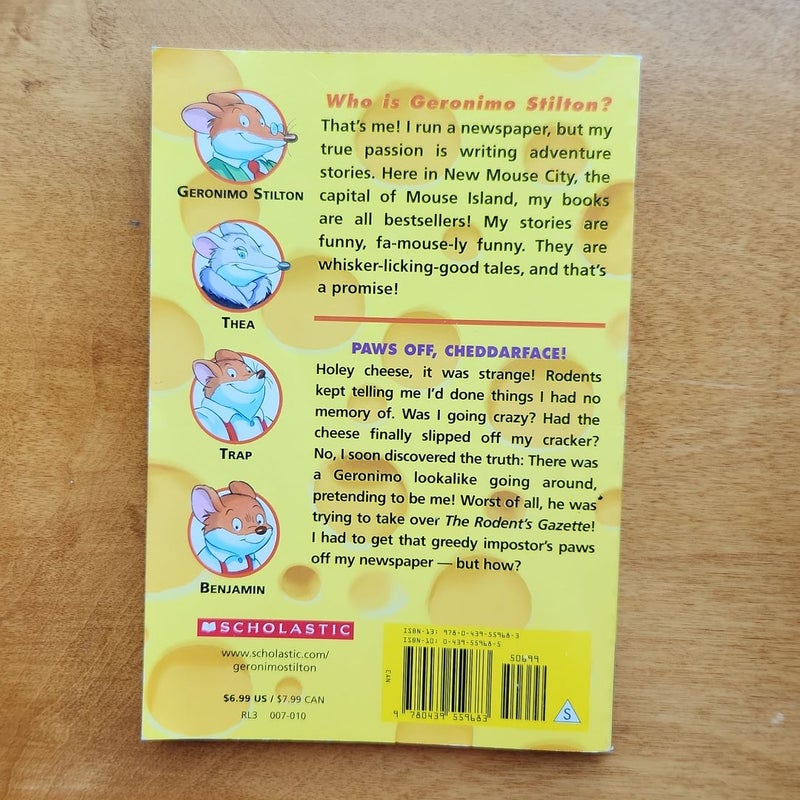 Who is Geronimo Stilton?
That's me! I run a newspaper, but my
true passion is writing adventure
stories. Here in New Mouse City, the
capital of Mouse Island, my books
are all bestsellers! My stories are
funny, fa-mouse-ly funny. They are
whisker-licking-good tales, and that's
a promise!
GERONIMO STILTON
THEA
TRAP
BENJAMIN
PAWS OFF, CHEDDARFACE!
Holey cheese, it was strange! Rodents
kept telling me I'd done things I had no
memory of. Was I going crazy? Had the
cheese finally slipped off my cracker?
No, I soon discovered the truth: There was
a Geronimo lookalike going around,
pretending to be me! Worst of all, he was
trying to take over The Rodent's Gazette!
I had to get that greedy impostor's paws
off my newspaper — but how?
SCHOLASTIC
www.scholastic.com/
geronimostilton
$6.99 US / $7.99 CAN
RL3 007-010
ISBN-13: 978-0-439-55968-3
ISBN-10: 0-439-55968-5
50699
EAN
9 780439 559683
S